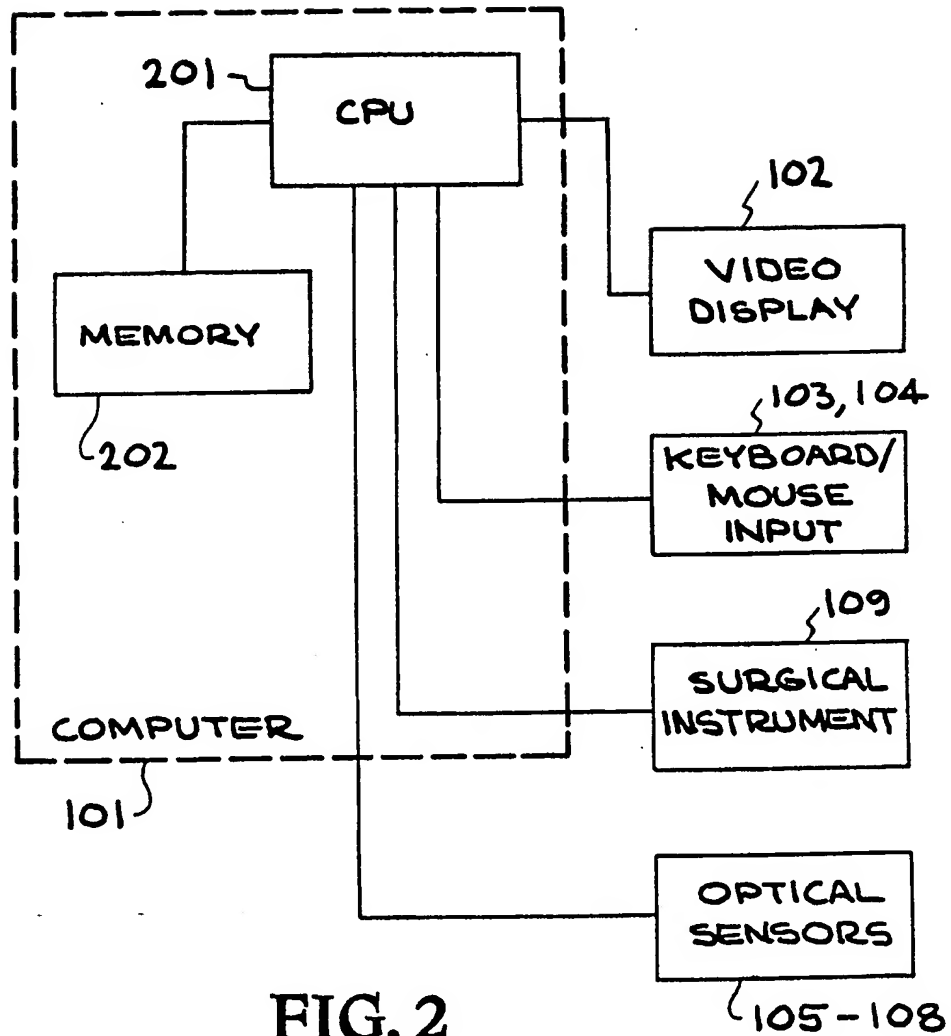 201
CPU
102
VIDEO
DISPLAY
MEMORY
202
103, 104
KEYBOARD/
MOUSE
INPUT
109
SURGICAL
INSTRUMENT
COMPUTER
101
OPTICAL
SENSORS
105-108
FIG. 2